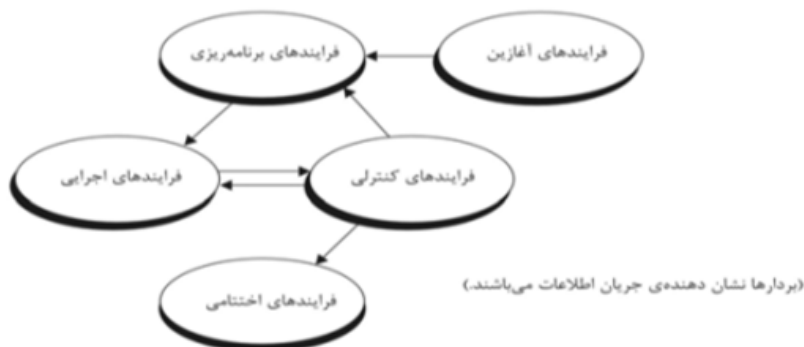 فرایندهای آغازین
فرایندهای برنامه‌ریزی
فرایندهای کنترلی
فرایندهای اجرایی
فرایندهای اختتامی
(بردارها نشان دهنده‌ی جریان اطلاعات می‌باشند.)